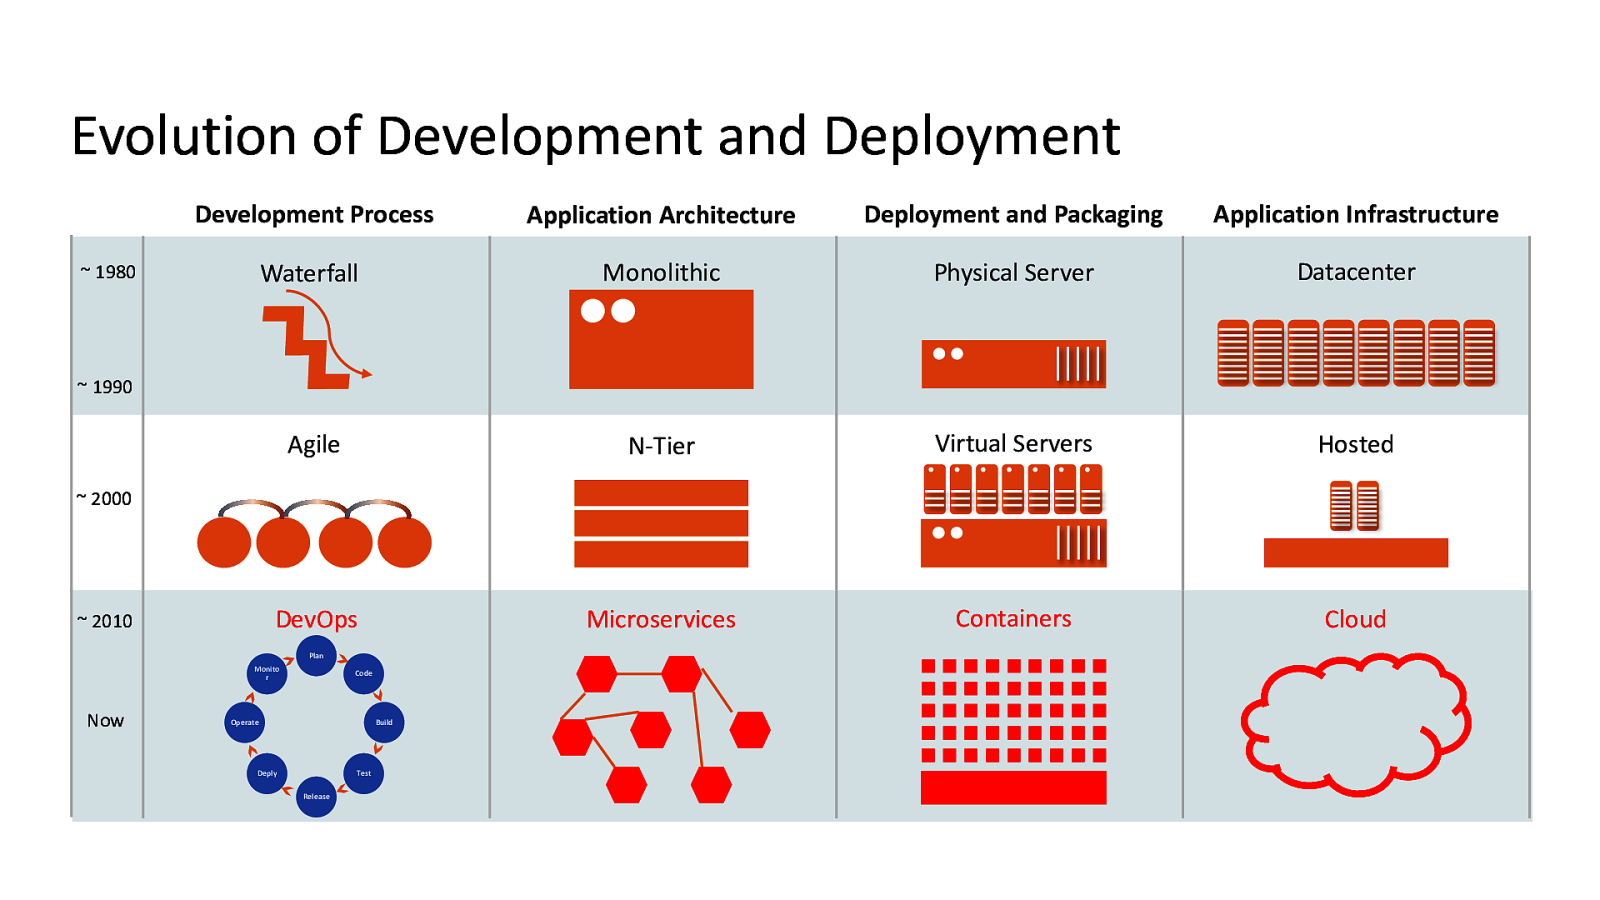 Evolution of Development and Deployment
Development Process
Application Architecture
Deployment and Packaging
Application Infrastructure
~ 1980
Waterfall
Monolithic
Physical Server
Datacenter
~ 1990
Agile
N-Tier
Virtual Servers
Hosted
~ 2000
~ 2010
DevOps
Microservices
Containers
Cloud
Plan
Code
Build
Test
Release
Deply
Operate
Monito
r
Now